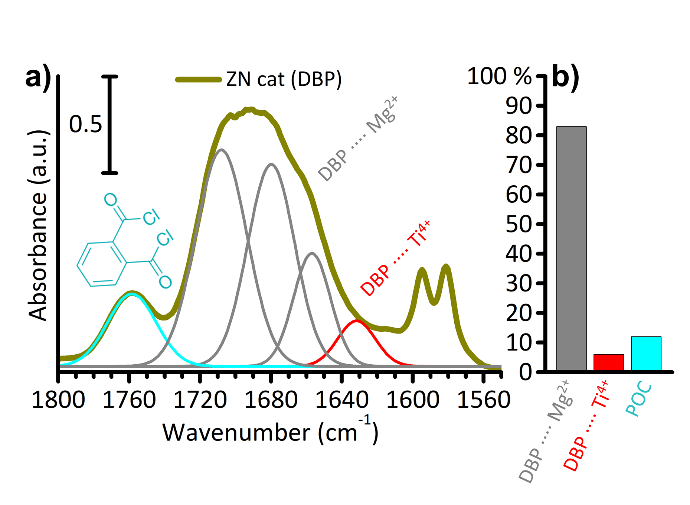 a)
ZN cat (DBP)
0.5
DBP ···· Mg²⁺
DBP ···· Ti⁴⁺
O
Cl
Cl
O
Absorbance (a.u.)
1800 1760 1720 1680 1640 1600 1560
Wavenumber (cm⁻¹)
b)
100 %
90
80
70
60
50
40
30
20
10
0
DBP ···· Mg²⁺
DBP ···· Ti⁴⁺
POC